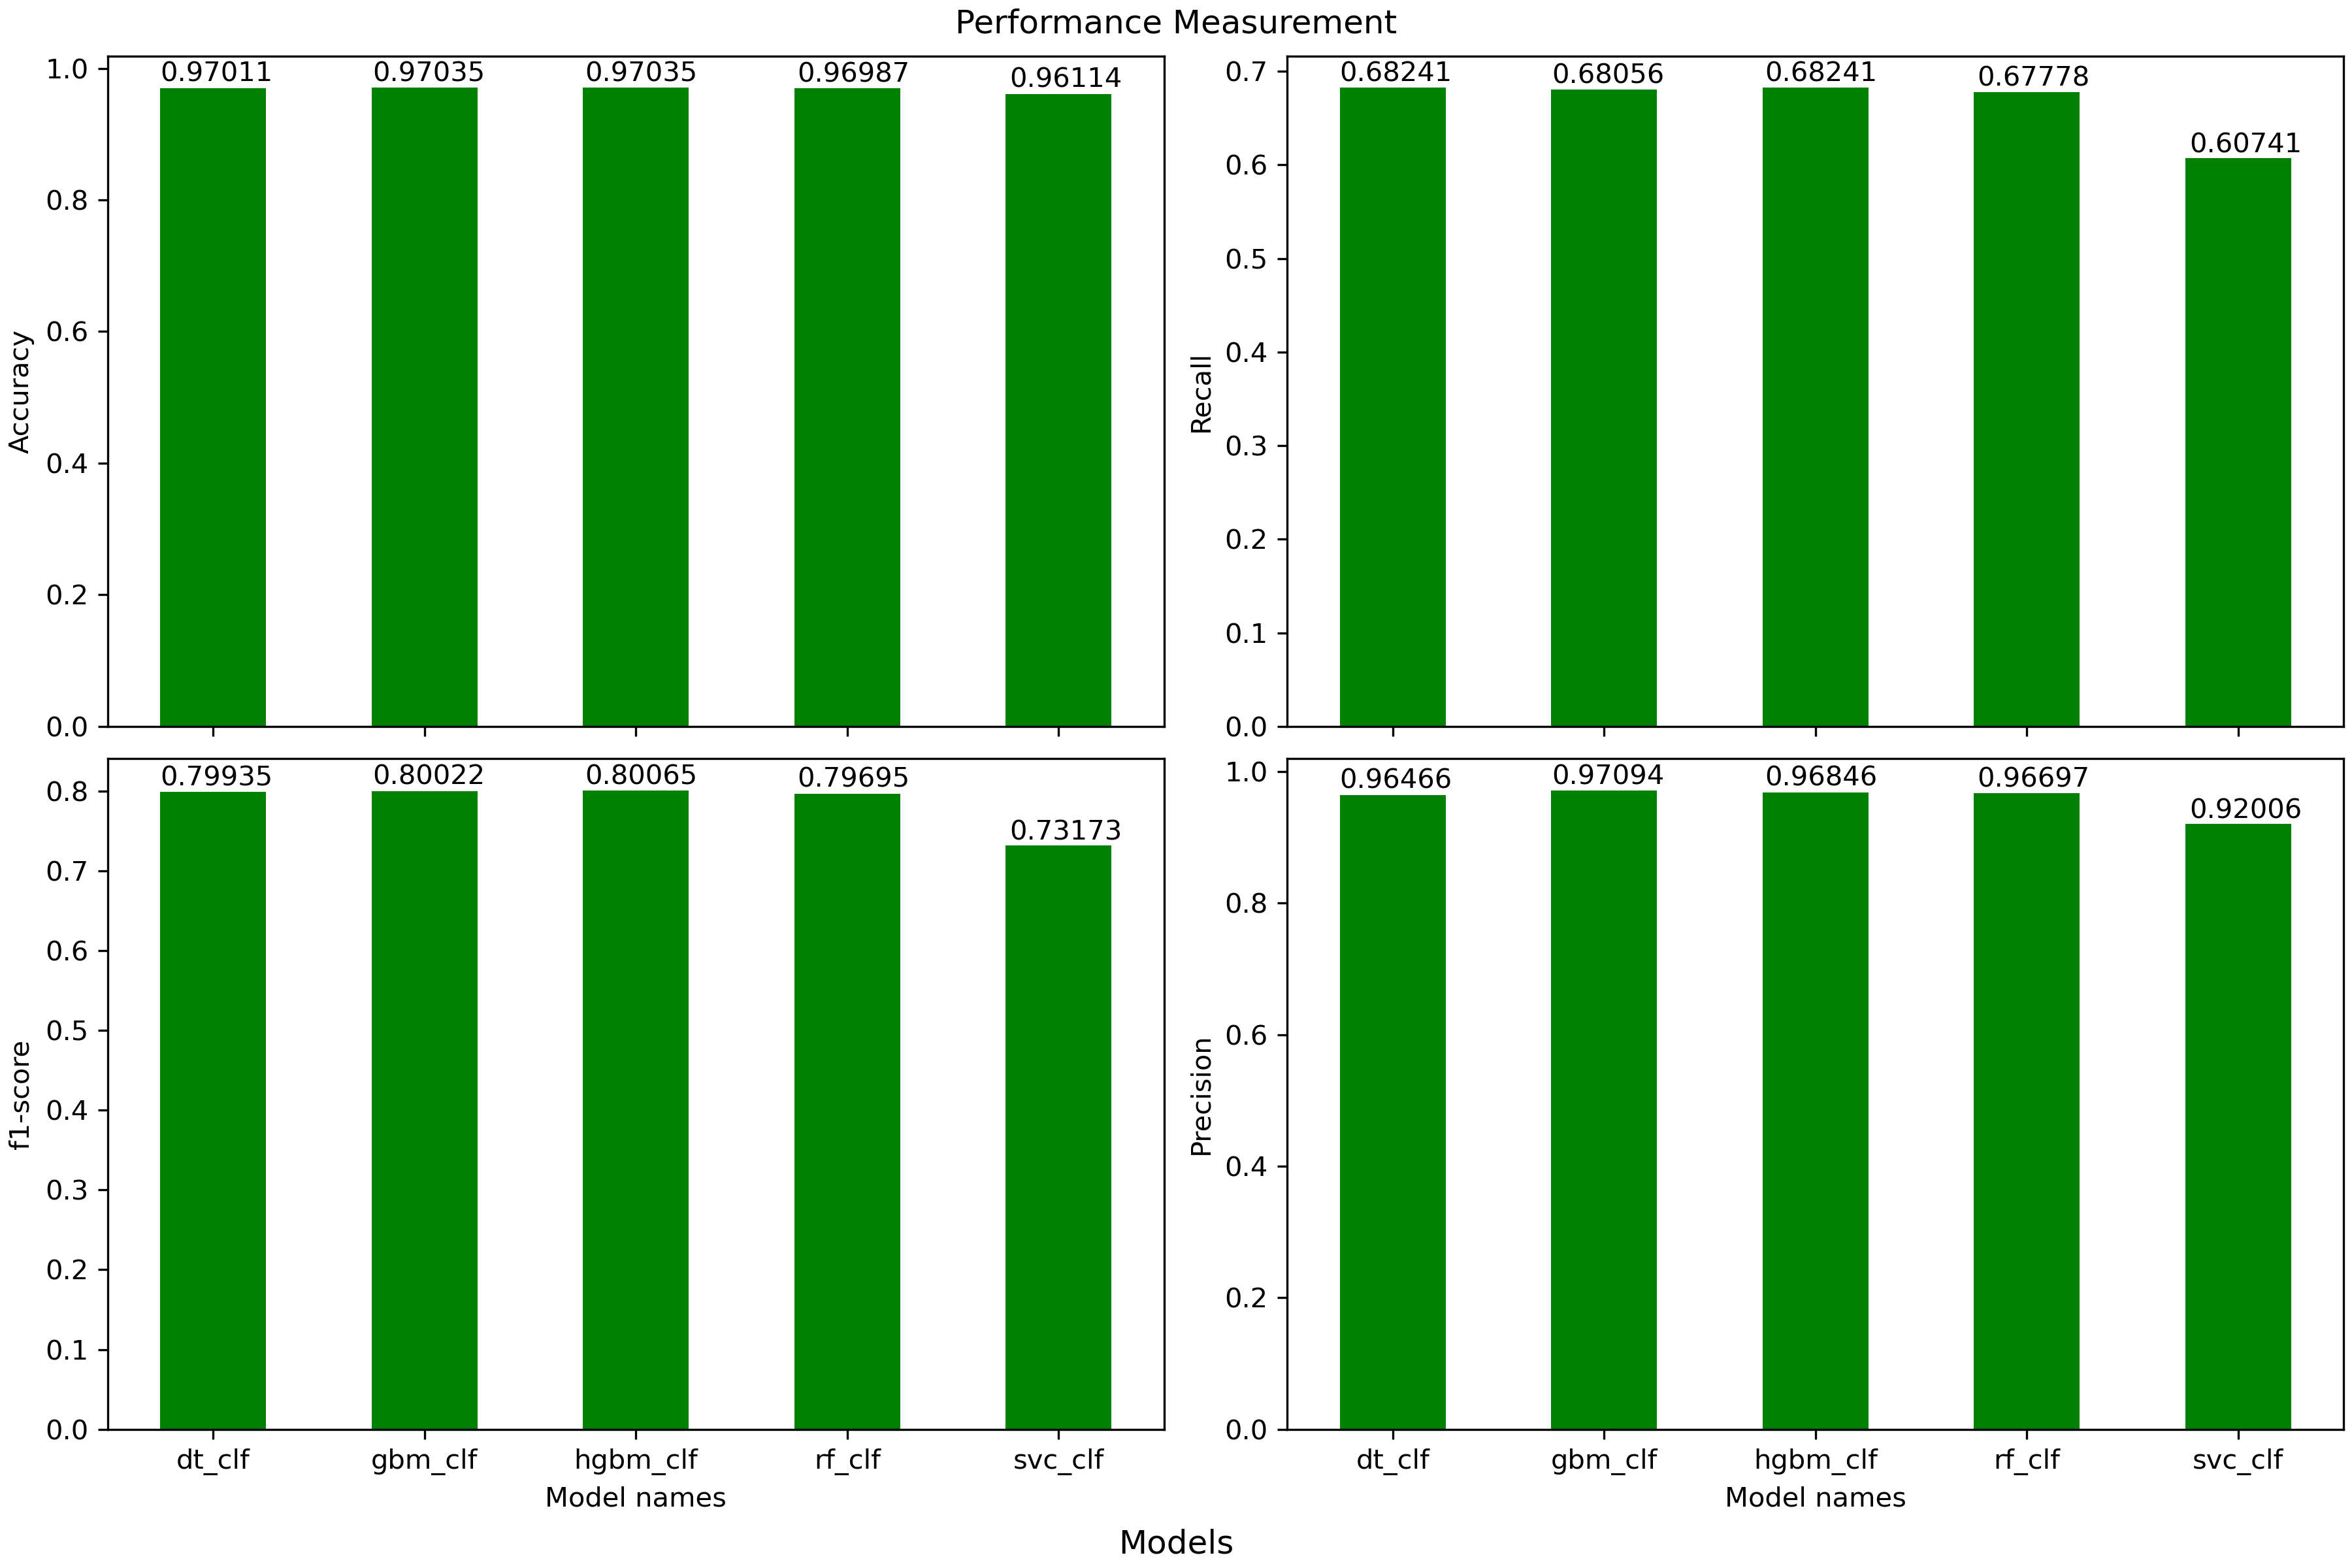 Performance Measurement
Accuracy
1.0
0.8
0.6
0.4
0.2
0.0
0.97011 0.97035 0.97035 0.96987 0.96114
Recall
0.7
0.6
0.5
0.4
0.3
0.2
0.1
0.0
0.68241 0.68056 0.68241 0.67778 0.60741
f1-score
0.8
0.7
0.6
0.5
0.4
0.3
0.2
0.1
0.0
0.79935 0.80022 0.80065 0.79695 0.73173
dt_clf gbm_clf hgbm_clf rf_clf svc_clf
Model names
Precision
1.0
0.8
0.6
0.4
0.2
0.0
0.96466 0.97094 0.96846 0.96697 0.92006
dt_clf gbm_clf hgbm_clf rf_clf svc_clf
Model names
Models